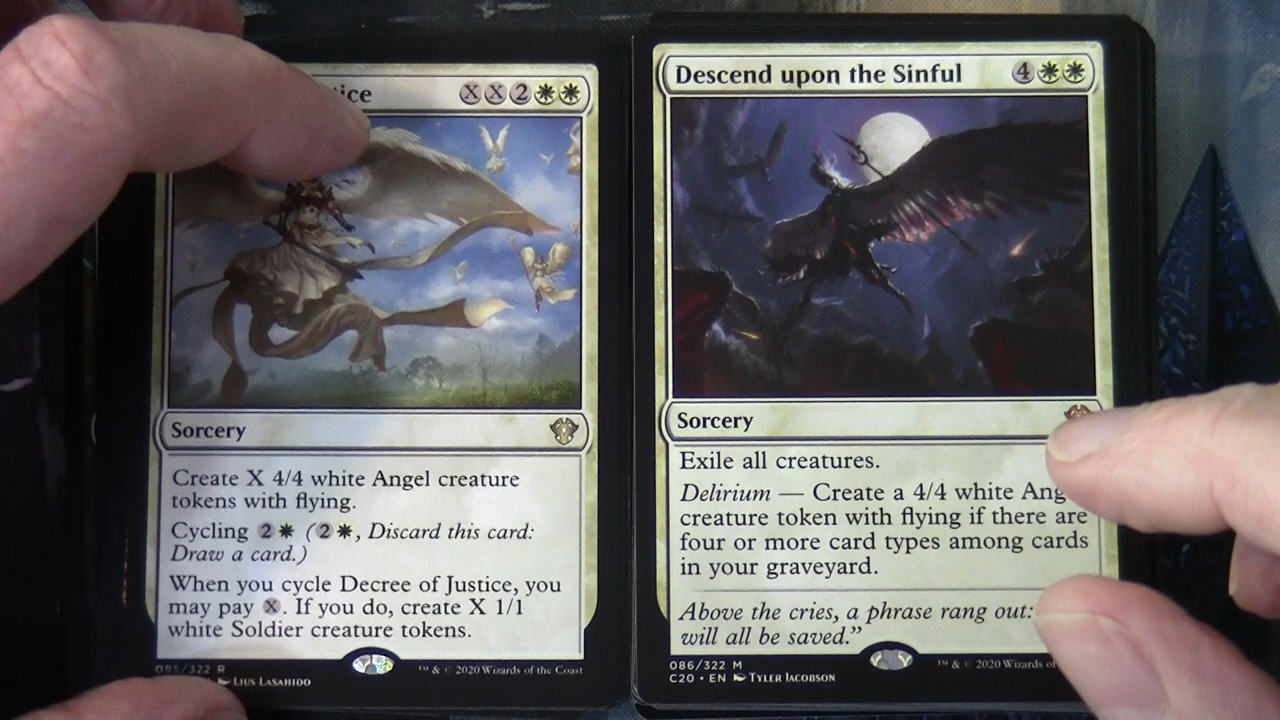 XX2
Sorcery
Create X 4/4 white Angel creature
tokens with flying.
Cycling 2 (2, Discard this card:
Draw a card.)
When you cycle Decree of Justice, you
may pay X. If you do, create X 1/1
white Soldier creature tokens.
085/322 R
™ & © 2020 Wizards of the Coast
Lius Lasahido
Descend upon the Sinful 4
Sorcery
Exile all creatures.
Delirium — Create a 4/4 white
creature token with flying if there are
four or more card types among cards
in your graveyard.
Above the cries, a phrase rang out:
will all be saved.”
086/322 M
™ & © 2020 Wizards of
C20 • EN Tyler Jacobson